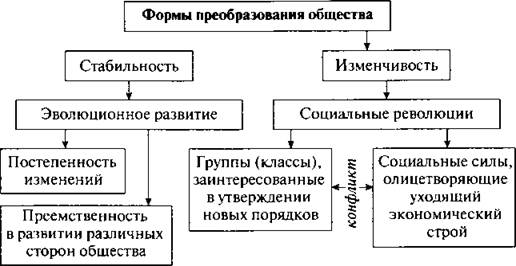 Формы преобразования общества
Стабильность
Изменчивость
Эволюционное развитие
Социальные революции
Постепенность
изменений
Группы (классы),
заинтересованные
в утверждении
новых порядков
конфликт
Социальные силы,
олицетворяющие
уходящий
экономический
строй
Преемственность
в развитии различных
сторон общества